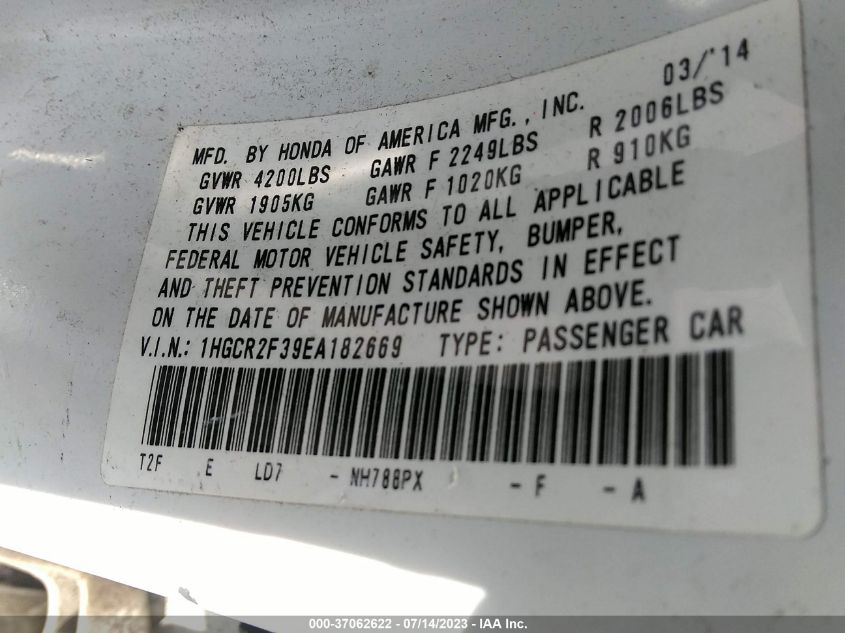 03/'14
MFD. BY HONDA OF AMERICA MFG., INC.
GVWR 4200LBS GAWR F 2249LBS R 2006LBS
GVWR 1905KG GAWR F 1020KG R 910KG
THIS VEHICLE CONFORMS TO ALL APPLICABLE
FEDERAL MOTOR VEHICLE SAFETY, BUMPER,
AND THEFT PREVENTION STANDARDS IN EFFECT
ON THE DATE OF MANUFACTURE SHOWN ABOVE.
V.I.N.: 1HGCR2F39EA182669 TYPE: PASSENGER CAR
T2F E LD7 - NH788PX - F - A
000-37062622 - 07/14/2023 - IAA Inc.